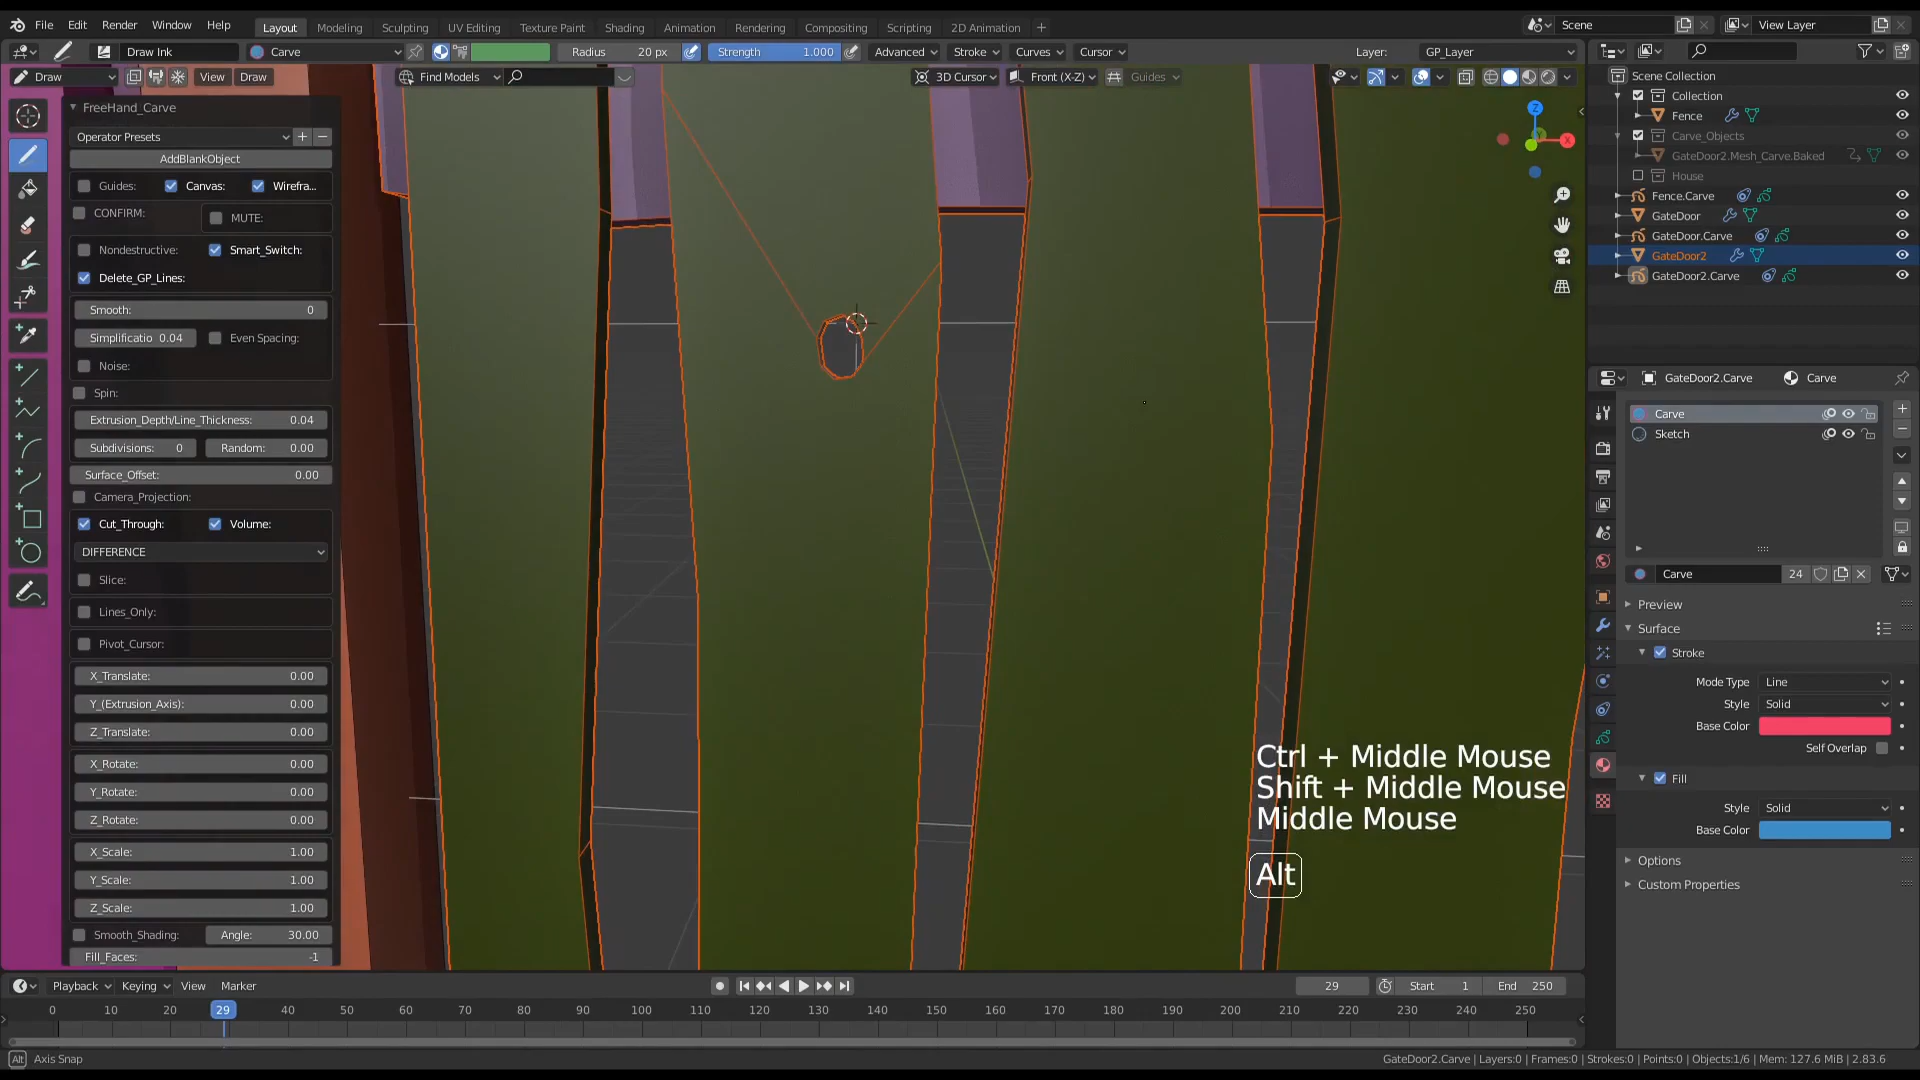 File Edit Render Window Help Layout Modeling Sculpting UV Editing Texture Paint Shading Animation Rendering Compositing Scripting 2D Animation + Scene View Layer
Draw Ink Carve Radius 20 px Strength 1.000 Advanced Stroke Curves Cursor Layer: GP_Layer
Draw View Draw Find Models 3D Cursor Front (X-Z) Guides
Scene Collection
Collection
Fence
Carve_Objects
GateDoor2.Mesh_Carve.Baked
House
Fence.Carve
GateDoor
GateDoor.Carve
GateDoor2
GateDoor2.Carve
FreeHand_Carve
Operator Presets
AddBlankObject
Guides: Canvas: Wirefra...
CONFIRM: MUTE:
Nondestructive: Smart_Switch:
Delete_GP_Lines:
Smooth: 0
Simplificatio 0.04 Even Spacing:
Noise:
Spin:
Extrusion_Depth/Line_Thickness: 0.04
Subdivisions: 0 Random: 0.00
Surface_Offset: 0.00
Camera_Projection:
Cut_Through: Volume:
DIFFERENCE
Slice:
Lines_Only:
Pivot_Cursor:
X_Translate: 0.00
Y_(Extrusion_Axis): 0.00
Z_Translate: 0.00
X_Rotate: 0.00
Y_Rotate: 0.00
Z_Rotate: 0.00
X_Scale: 1.00
Y_Scale: 1.00
Z_Scale: 1.00
Smooth_Shading: Angle: 30.00
Fill_Faces: -1
Z
X
Ctrl + Middle Mouse
Shift + Middle Mouse
Middle Mouse
Alt
GateDoor2.Carve Carve
Carve
Sketch
Carve 24
Preview
Surface
Stroke
Mode Type Line
Style Solid
Base Color
Self Overlap
Fill
Style Solid
Base Color
Options
Custom Properties
Playback Keying View Marker 29 Start 1 End 250
0 10 20 29 40 50 60 70 80 90 100 110 120 130 140 150 160 170 180 190 200 210 220 230 240 250
Alt Axis Snap GateDoor2.Carve | Layers:0 | Frames:0 | Strokes:0 | Points:0 | Objects:1/6 | Mem: 127.6 MiB | 2.83.6